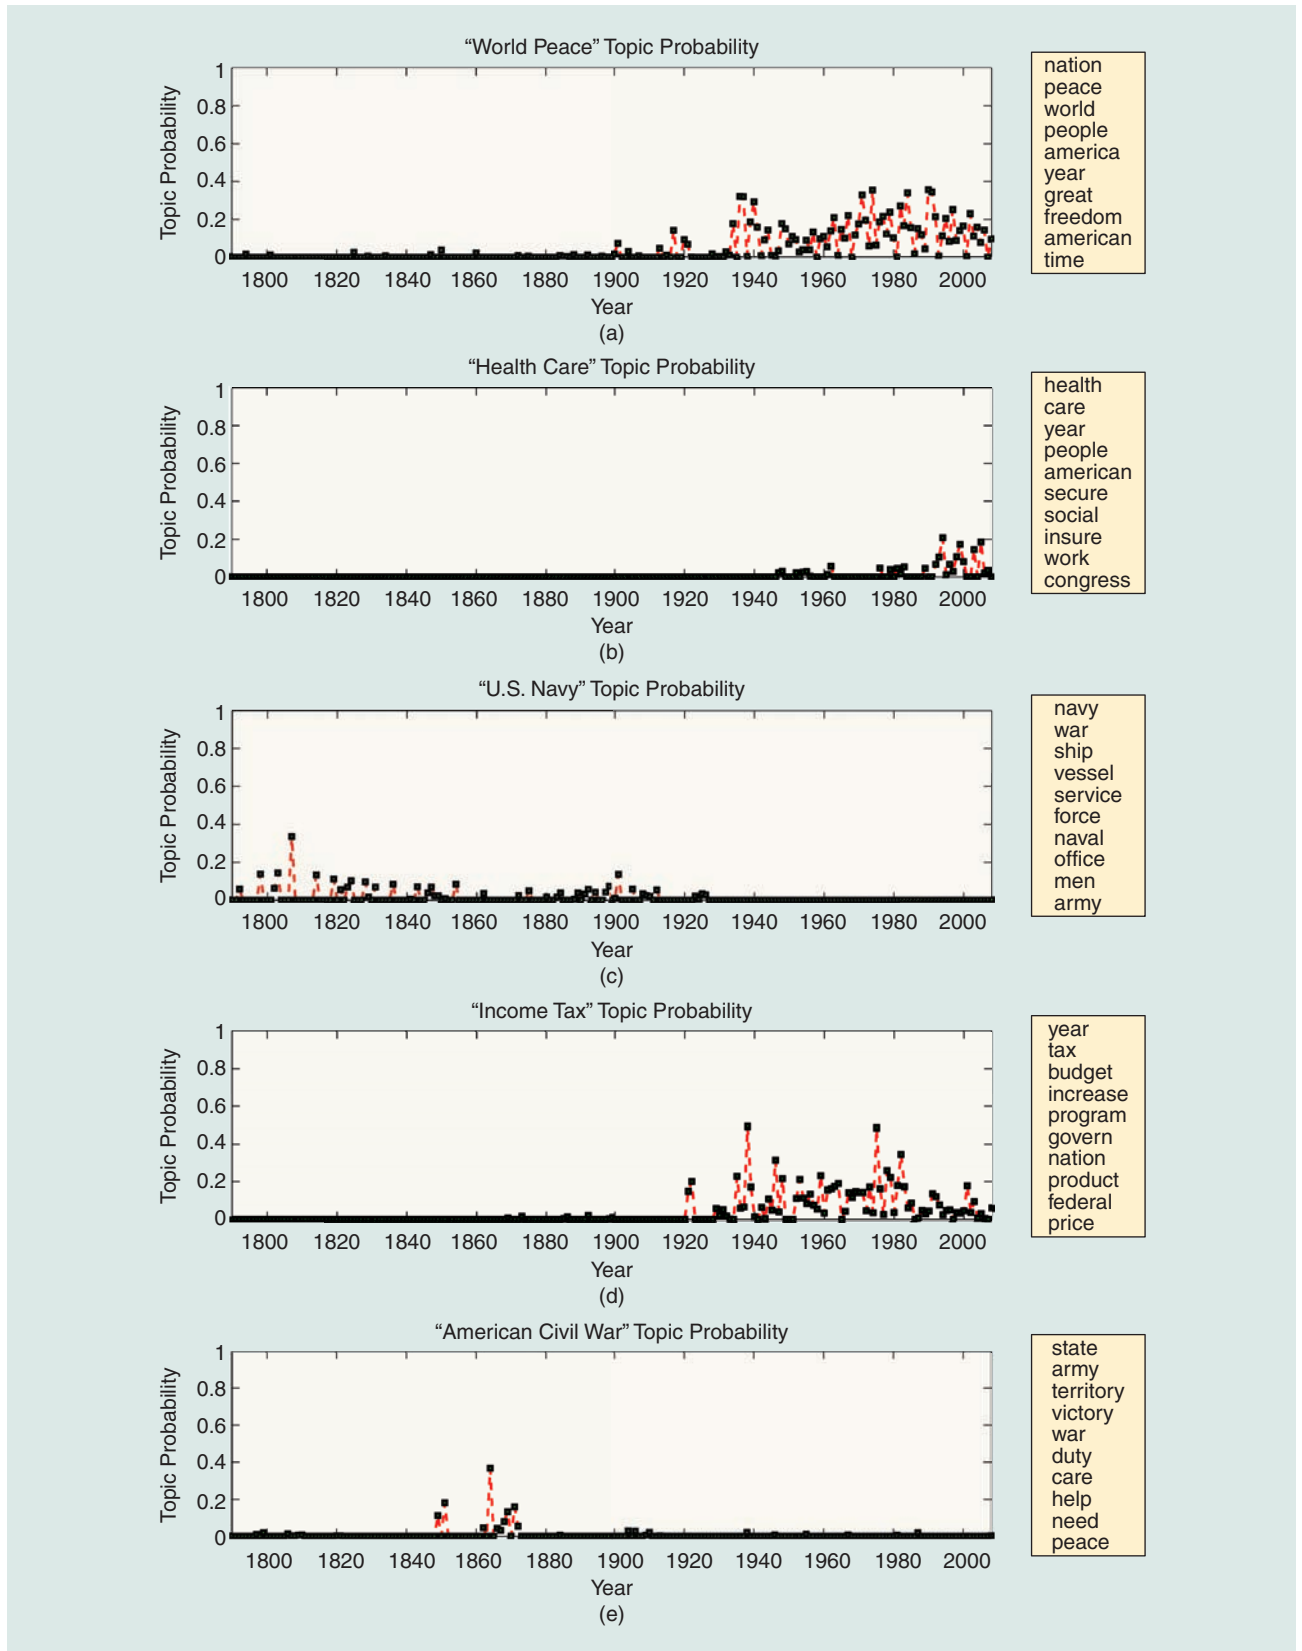 “World Peace” Topic Probability
Topic Probability
1
0.8
0.6
0.4
0.2
0
1800 1820 1840 1860 1880 1900 1920 1940 1960 1980 2000
Year
(a)
nation
peace
world
people
america
year
great
freedom
american
time
“Health Care” Topic Probability
Topic Probability
1
0.8
0.6
0.4
0.2
0
1800 1820 1840 1860 1880 1900 1920 1940 1960 1980 2000
Year
(b)
health
care
year
people
american
secure
social
insure
work
congress
“U.S. Navy” Topic Probability
Topic Probability
1
0.8
0.6
0.4
0.2
0
1800 1820 1840 1860 1880 1900 1920 1940 1960 1980 2000
Year
(c)
navy
war
ship
vessel
service
force
naval
office
men
army
“Income Tax” Topic Probability
Topic Probability
1
0.8
0.6
0.4
0.2
0
1800 1820 1840 1860 1880 1900 1920 1940 1960 1980 2000
Year
(d)
year
tax
budget
increase
program
govern
nation
product
federal
price
“American Civil War” Topic Probability
Topic Probability
1
0.8
0.6
0.4
0.2
0
1800 1820 1840 1860 1880 1900 1920 1940 1960 1980 2000
Year
(e)
state
army
territory
victory
war
duty
care
help
need
peace